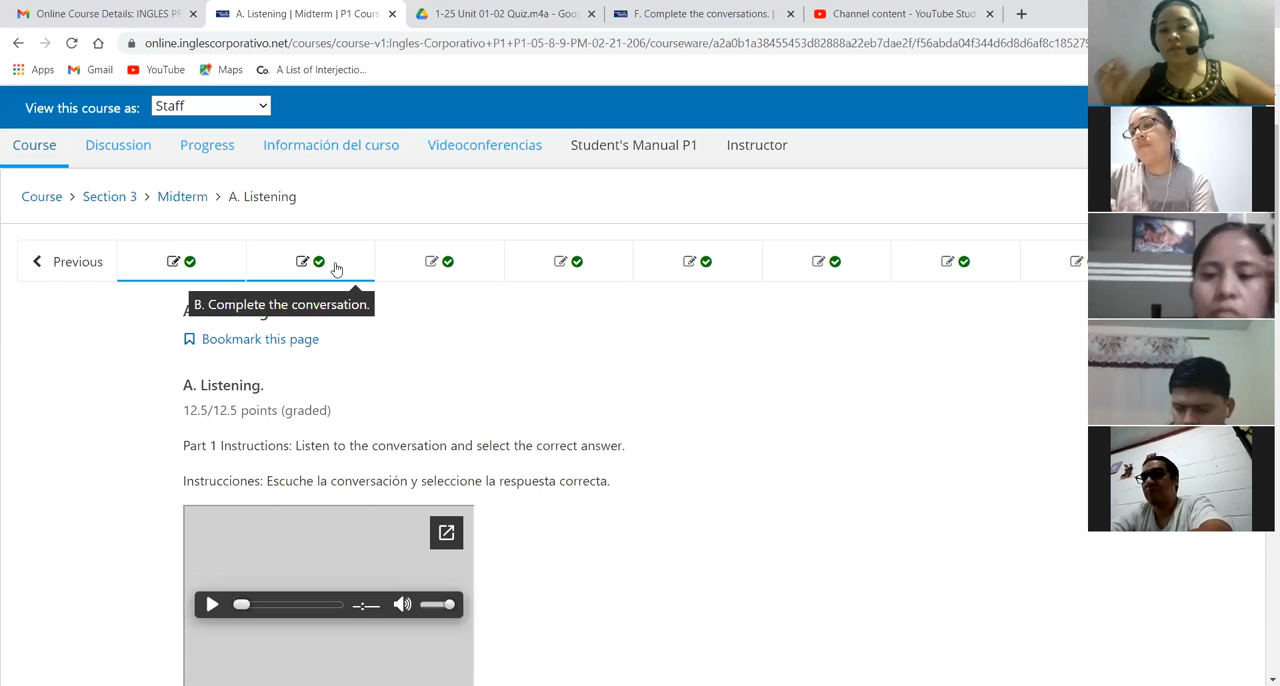 Online Course Details: INGLES PF
A. Listening | Midterm | P1 Cours
1-25 Unit 01-02 Quiz.m4a - Goo
F. Complete the conversations. |
Channel content - YouTube Stud
online.inglescorporativo.net/courses/course-v1:Ingles-Corporativo+P1+P1-05-8-9-PM-02-21-206/courseware/a2a0b1a38455453d82888a22eb7dae2f/f56abda04f344d6d8d6af8c185279
Apps Gmail YouTube Maps Co. A List of Interjectio...
View this course as: Staff
Course Discussion Progress Información del curso Videoconferencias Student's Manual P1 Instructor
Course > Section 3 > Midterm > A. Listening
Previous
B. Complete the conversation.
Bookmark this page
A. Listening.
12.5/12.5 points (graded)
Part 1 Instructions: Listen to the conversation and select the correct answer.
Instrucciones: Escuche la conversación y seleccione la respuesta correcta.
--:--